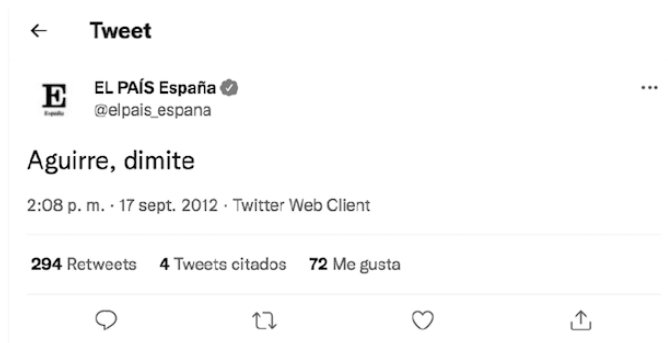 Tweet
EL PAÍS España
@elpais_espana
E
España
Aguirre, dimite
2:08 p. m. · 17 sept. 2012 · Twitter Web Client
294 Retweets 4 Tweets citados 72 Me gusta